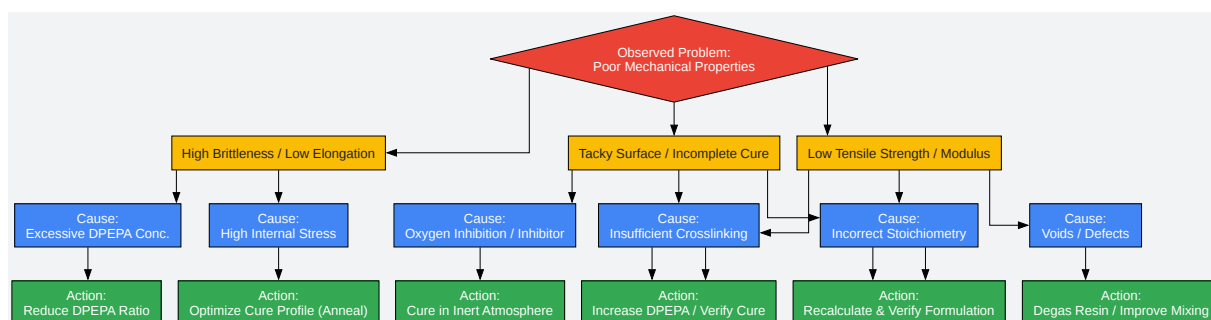 Observed Problem:
Poor Mechanical Properties
High Brittleness / Low Elongation
Tacky Surface / Incomplete Cure
Low Tensile Strength / Modulus
Cause:
Excessive DPEPA Conc.
Cause:
High Internal Stress
Cause:
Oxygen Inhibition / Inhibitor
Cause:
Insufficient Crosslinking
Cause:
Incorrect Stoichiometry
Cause:
Voids / Defects
Action:
Reduce DPEPA Ratio
Action:
Optimize Cure Profile (Anneal)
Action:
Cure in Inert Atmosphere
Action:
Increase DPEPA / Verify Cure
Action:
Recalculate & Verify Formulation
Action:
Degas Resin / Improve Mixing